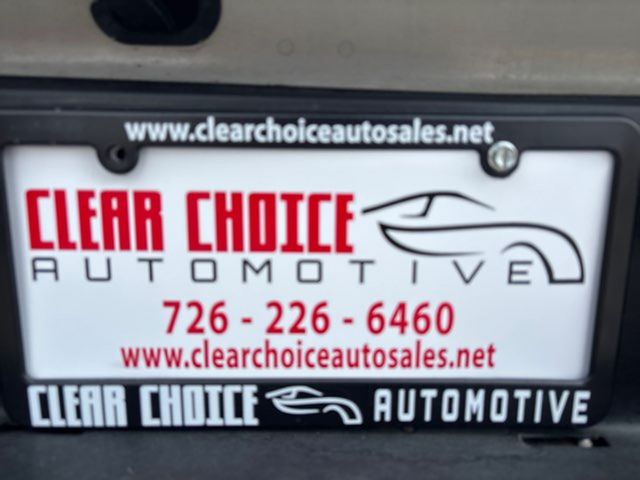 www.clearchoiceautosales.net
CLEAR CHOICE
AUTOMOTIVE
726 - 226 - 6460
www.clearchoiceautosales.net
CLEAR CHOICE AUTOMOTIVE